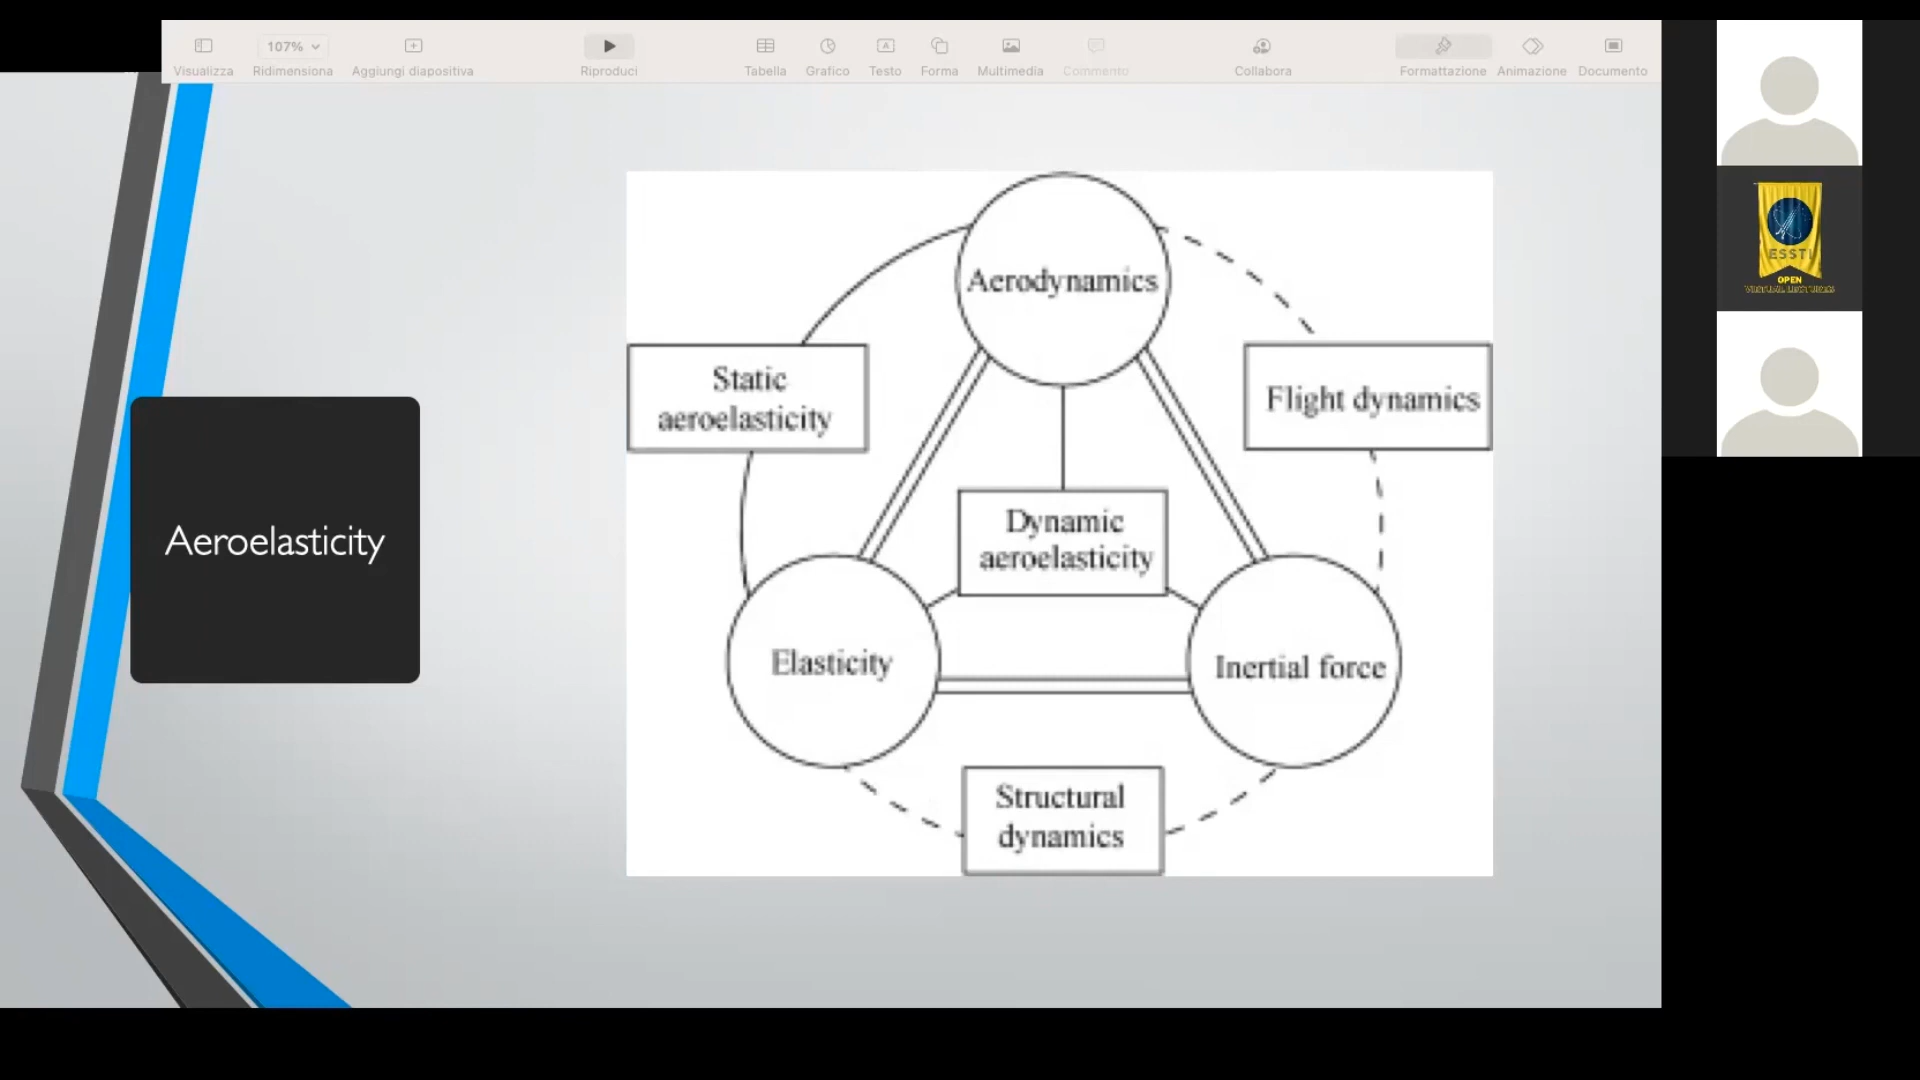 107%
Visualizza
Ridimensiona
Aggiungi diapositiva
Riproduci
Tabella
Grafico
Testo
Forma
Multimedia
Commento
Collabora
Formattazione
Animazione
Documento
Aeroelasticity
Aerodynamics
Static
aeroelasticity
Flight dynamics
Dynamic
aeroelasticity
Elasticity
Inertial force
Structural
dynamics
ESSTI
OPEN
VIRTUAL LECTURES